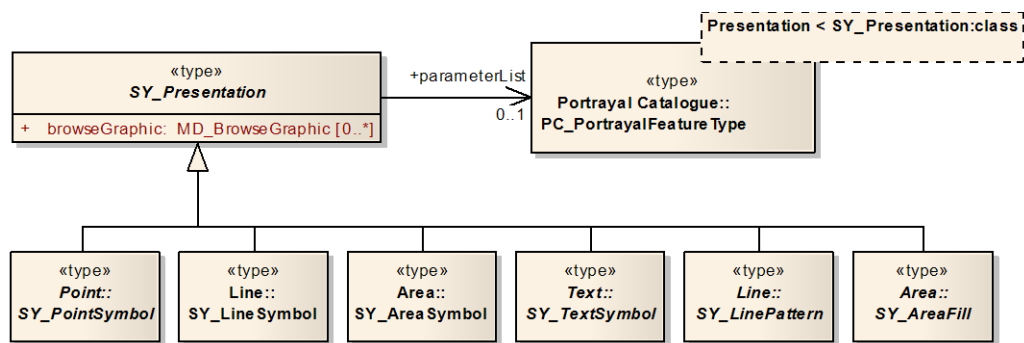 Presentation < SY_Presentation:class
«type»
SY_Presentation
+ browseGraphic: MD_BrowseGraphic [0..*]
+parameterList
0..1
«type»
Portrayal Catalogue::
PC_PortrayalFeatureType
«type»
Point::
SY_PointSymbol
«type»
Line::
SY_LineSymbol
«type»
Area::
SY_AreaSymbol
«type»
Text::
SY_TextSymbol
«type»
Line::
SY_LinePattern
«type»
Area::
SY_AreaFill